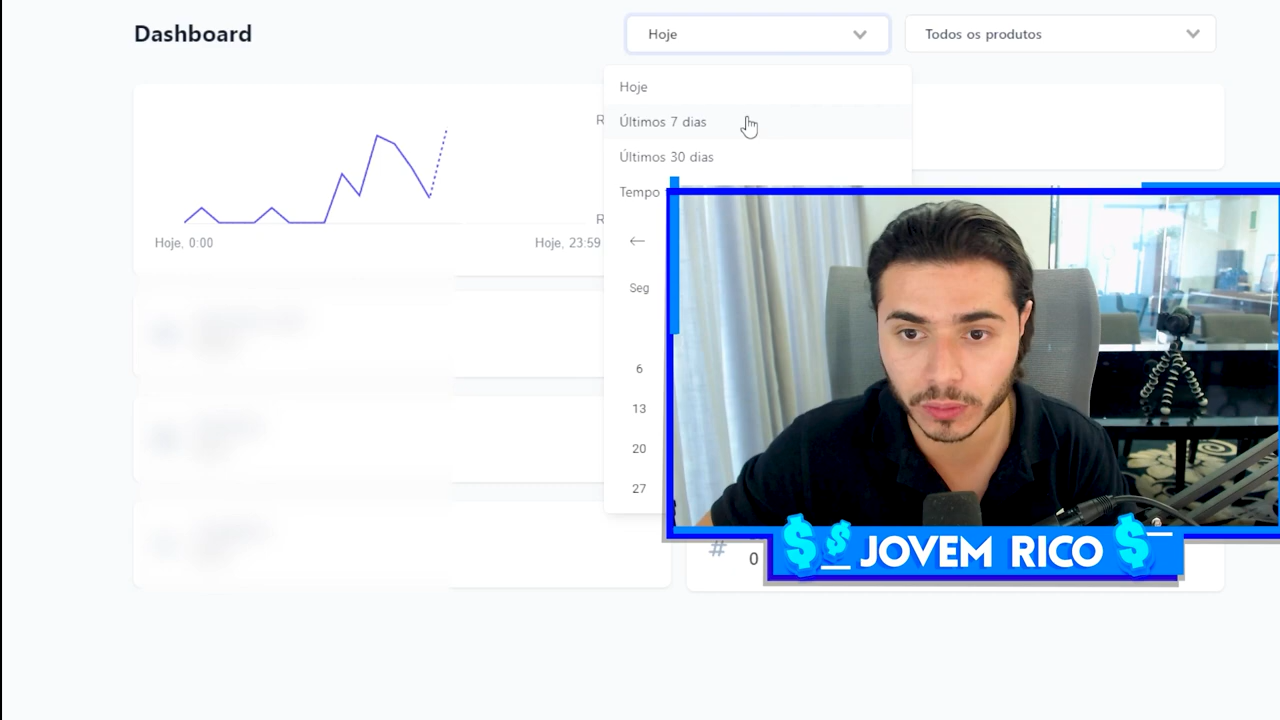 Dashboard
Hoje
Todos os produtos
Hoje
Últimos 7 dias
Últimos 30 dias
Tempo
R
R
Hoje, 0:00
Hoje, 23:59
←
Seg
6
13
20
27
#
0
$ $ JOVEM RICO $